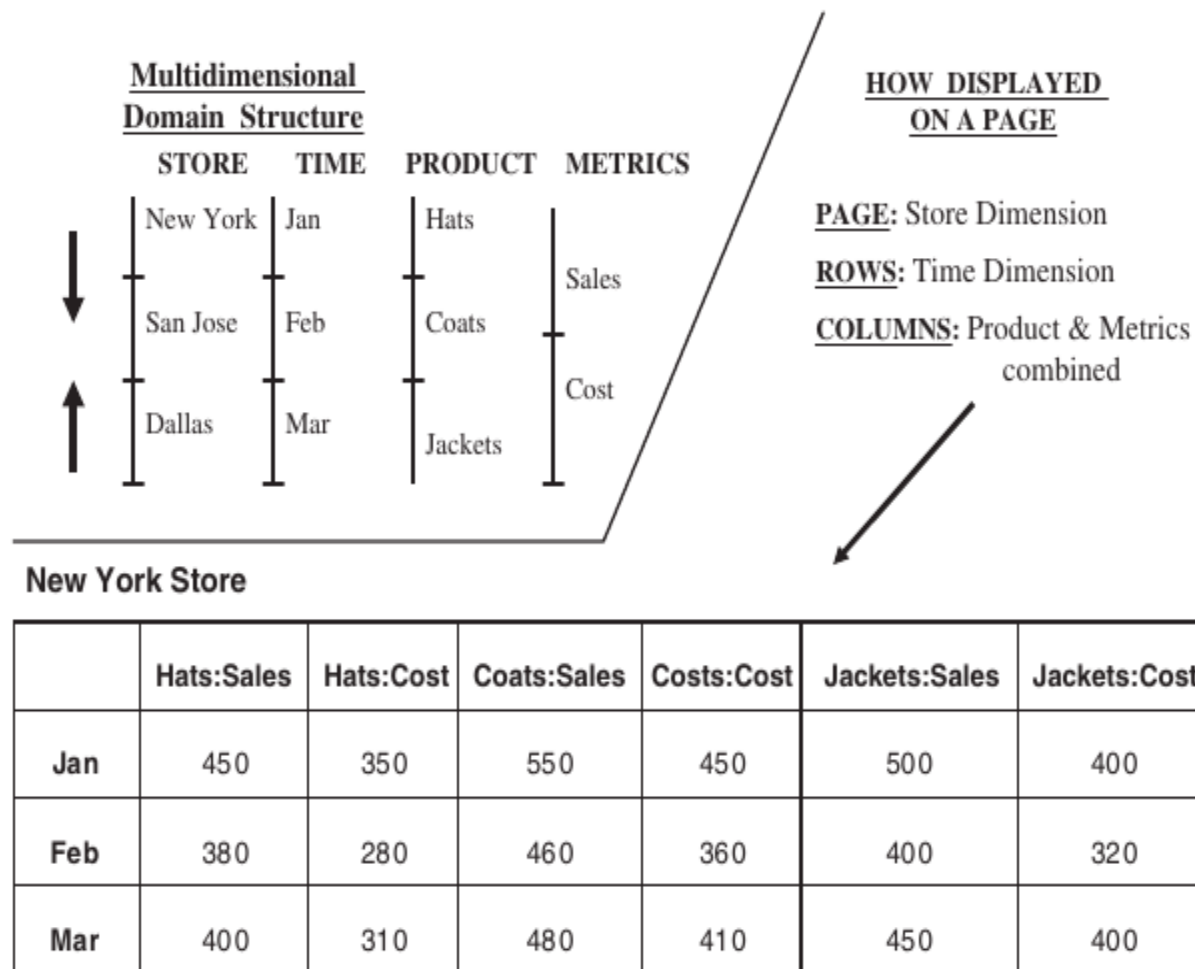 Multidimensional
Domain Structure
STORE TIME PRODUCT METRICS
New York Jan Hats
Sales
San Jose Feb Coats
Cost
Dallas Mar
Jackets
HOW DISPLAYED
ON A PAGE
PAGE: Store Dimension
ROWS: Time Dimension
COLUMNS: Product & Metrics
combined
New York Store
Hats:Sales Hats:Cost Coats:Sales Costs:Cost Jackets:Sales Jackets:Cost
Jan 450 350 550 450 500 400
Feb 380 280 460 360 400 320
Mar 400 310 480 410 450 400